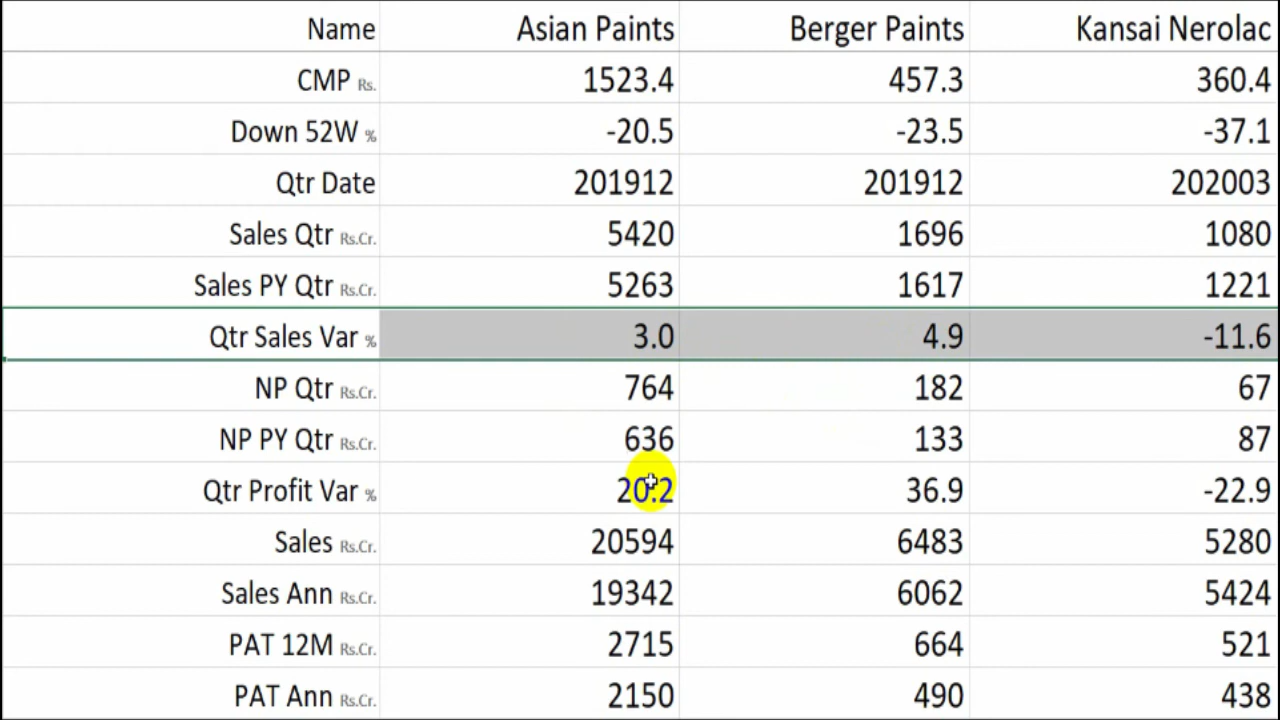 Name Asian Paints Berger Paints Kansai Nerolac
CMP Rs. 1523.4 457.3 360.4
Down 52W % -20.5 -23.5 -37.1
Qtr Date 201912 201912 202003
Sales Qtr Rs.Cr. 5420 1696 1080
Sales PY Qtr Rs.Cr. 5263 1617 1221
Qtr Sales Var % 3.0 4.9 -11.6
NP Qtr Rs.Cr. 764 182 67
NP PY Qtr Rs.Cr. 636 133 87
Qtr Profit Var % 20.2 36.9 -22.9
Sales Rs.Cr. 20594 6483 5280
Sales Ann Rs.Cr. 19342 6062 5424
PAT 12M Rs.Cr. 2715 664 521
PAT Ann Rs.Cr. 2150 490 438